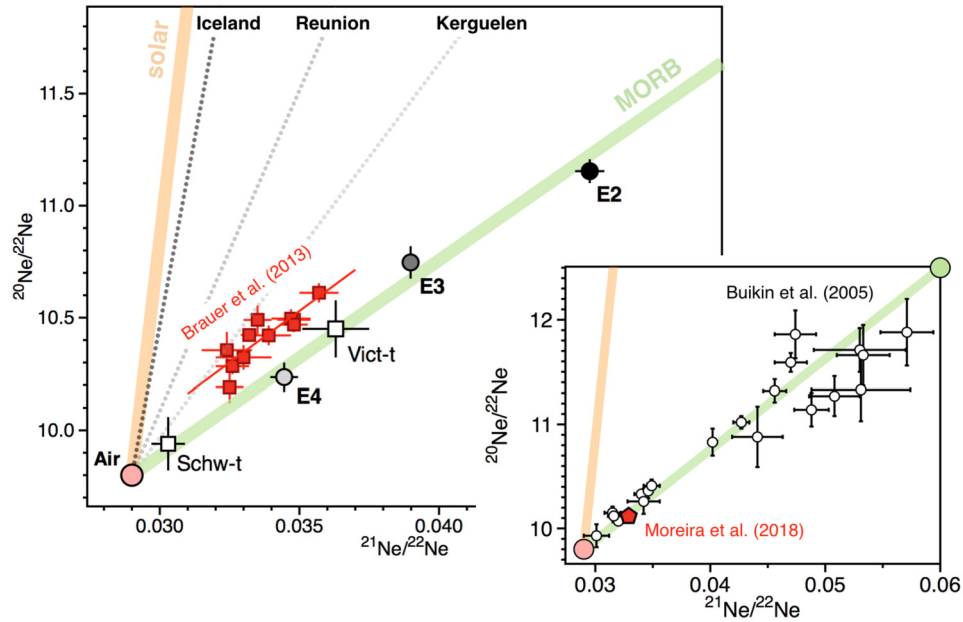 Iceland
Reunion
Kerguelen
solar
MORB
11.5
11.0
10.5
10.0
20Ne/22Ne
E2
E3
Brauer et al. (2013)
Vict-t
E4
Air
Schw-t
0.030
0.035
0.040
21Ne/22Ne
Buikin et al. (2005)
12
11
10
20Ne/22Ne
Moreira et al. (2018)
0.03
0.04
0.05
0.06
21Ne/22Ne